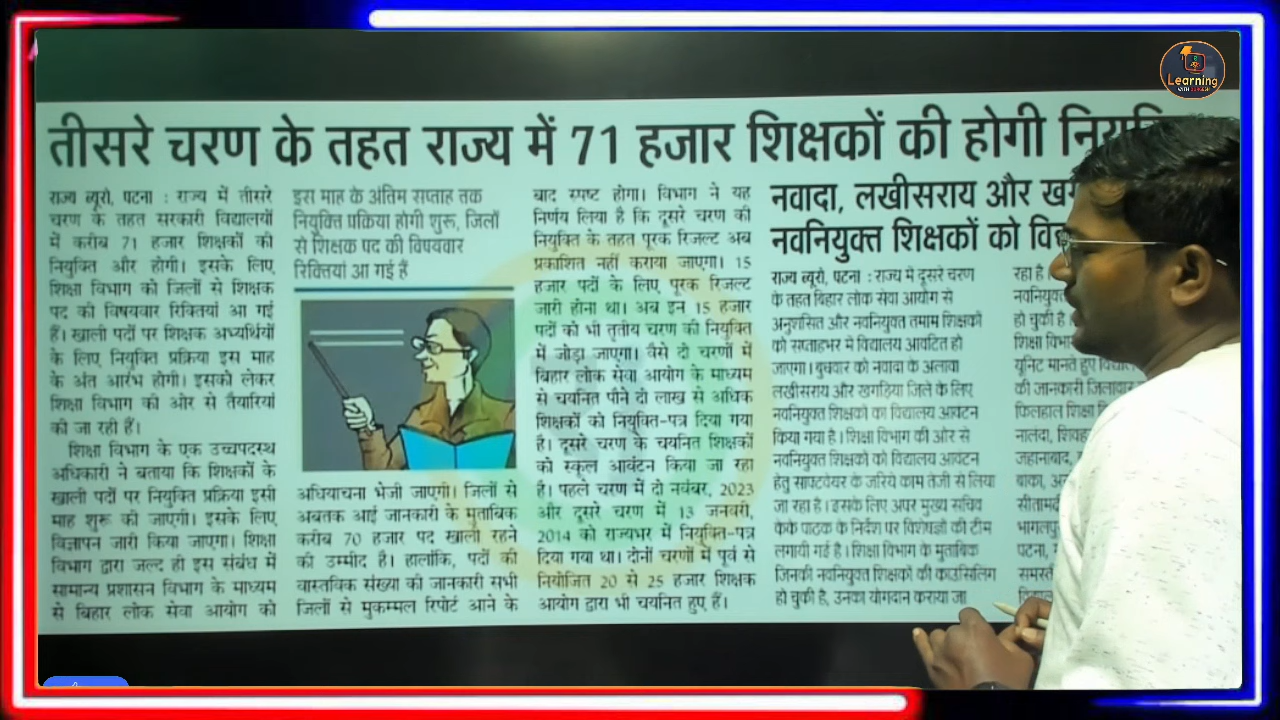 Learning
तीसरे चरण के तहत राज्य में 71 हजार शिक्षकों की होगी
राज्य ब्यूरो, पटना : राज्य में तीसरे
चरण के तहत सरकारी विद्यालयों
में करीब 71 हजार शिक्षकों की
नियुक्ति और होगी। इसके लिए
शिक्षा विभाग को जिलों से शिक्षक
पद की विषयवार रिक्तियां आ गई
हैं। खाली पदों पर शिक्षक अभ्यर्थियों
के लिए नियुक्ति प्रक्रिया इस माह
के अंत आरंभ होगी। इसको लेकर
शिक्षा विभाग की ओर से तैयारियां
की जा रही हैं।
शिक्षा विभाग के एक उच्चपदस्थ
अधिकारी ने बताया कि शिक्षकों के
खाली पदों पर नियुक्ति प्रक्रिया इसी
माह शुरू की जाएगी। इसके लिए
विज्ञापन जारी किया जाएगा। शिक्षा
विभाग द्वारा जल्द ही इस संबंध में
सामान्य प्रशासन विभाग के माध्यम
से बिहार लोक सेवा आयोग को
इस माह के अंतिम सप्ताह तक
नियुक्ति प्रक्रिया होगी शुरू, जिलों
से शिक्षक पद की विषयवार
रिक्तियां आ गई हैं
अधियाचना भेजी जाएगी। जिलों से
अबतक आई जानकारी के मुताबिक
करीब 70 हजार पद खाली रहने
की उम्मीद है। हालांकि, पदों की
वास्तविक संख्या की जानकारी सभी
जिलों से मुकम्मल रिपोर्ट आने के
बाद स्पष्ट होगा। विभाग ने यह
निर्णय लिया है कि दूसरे चरण की
नियुक्ति के तहत पूरक रिजल्ट अब
प्रकाशित नहीं कराया जाएगा। 15
हजार पदों के लिए पूरक रिजल्ट
जारी होना था। अब इन 15 हजार
पदों को भी तृतीय चरण की नियुक्ति
में जोड़ा जाएगा। वैसे दो चरणों में
बिहार लोक सेवा आयोग के माध्यम
से चयनित पौने दो लाख से अधिक
शिक्षकों को नियुक्ति-पत्र दिया गया
है। दूसरे चरण के चयनित शिक्षकों
को स्कूल आवंटन किया जा रहा
है। पहले चरण में दो नवंबर, 2023
और दूसरे चरण में 13 जनवरी,
2014 को राज्यभर में नियुक्ति-पत्र
दिया गया था। दोनों चरणों में पूर्व से
नियोजित 20 से 25 हजार शिक्षक
आयोग द्वारा भी चयनित हुए हैं।
नवादा, लखीसराय और
नवनियुक्त शिक्षकों को
राज्य ब्यूरो, पटना : राज्य में दूसरे चरण
के तहत बिहार लोक सेवा आयोग से
अनुशंसित और नवनियुक्त तमाम शिक्षकों
को सप्ताहभर में विद्यालय आवंटित हो
जाएगा। बुधवार को नवादा के अलावा
लखीसराय और खगड़िया जिले के लिए
नवनियुक्त शिक्षकों का विद्यालय आवंटन
किया गया है। शिक्षा विभाग की ओर से
नवनियुक्त शिक्षकों को विद्यालय आवंटन
हेतु साफ्टवेयर के जरिये काम तेजी से लिया
जा रहा है। इसके लिए अपर मुख्य सचिव
केके पाठक के निर्देश पर विशेषज्ञों की टीम
लगायी गई है। शिक्षा विभाग के मुताबिक
जिनकी नवनियुक्त शिक्षकों की काउंसिलिंग
हो चुकी है, उनका योगदान कराया जा
रहा है
हो चुकी है
यूनिट मानते हुए
की जानकारी
फिलहाल शिक्षा
नालंदा,
जहानाबाद,
बांका,
पटना,